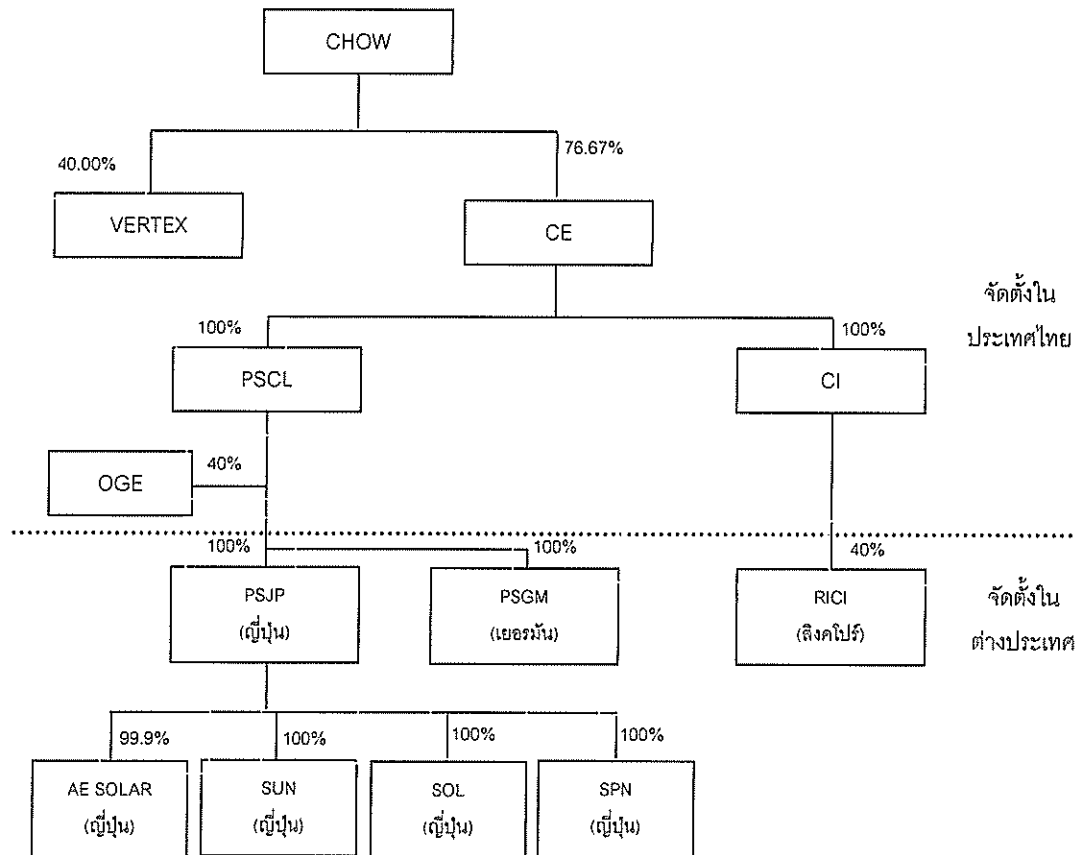 CHOW
40.00%
76.67%
VERTEX
CE
จัดตั้งใน
ประเทศไทย
100%
100%
PSCL
CI
OGE
40%
100%
100%
40%
PSJP
(ญี่ปุ่น)
PSGM
(เยอรมัน)
RICI
(สิงคโปร์)
จัดตั้งใน
ต่างประเทศ
99.9%
100%
100%
100%
AE SOLAR
(ญี่ปุ่น)
SUN
(ญี่ปุ่น)
SOL
(ญี่ปุ่น)
SPN
(ญี่ปุ่น)